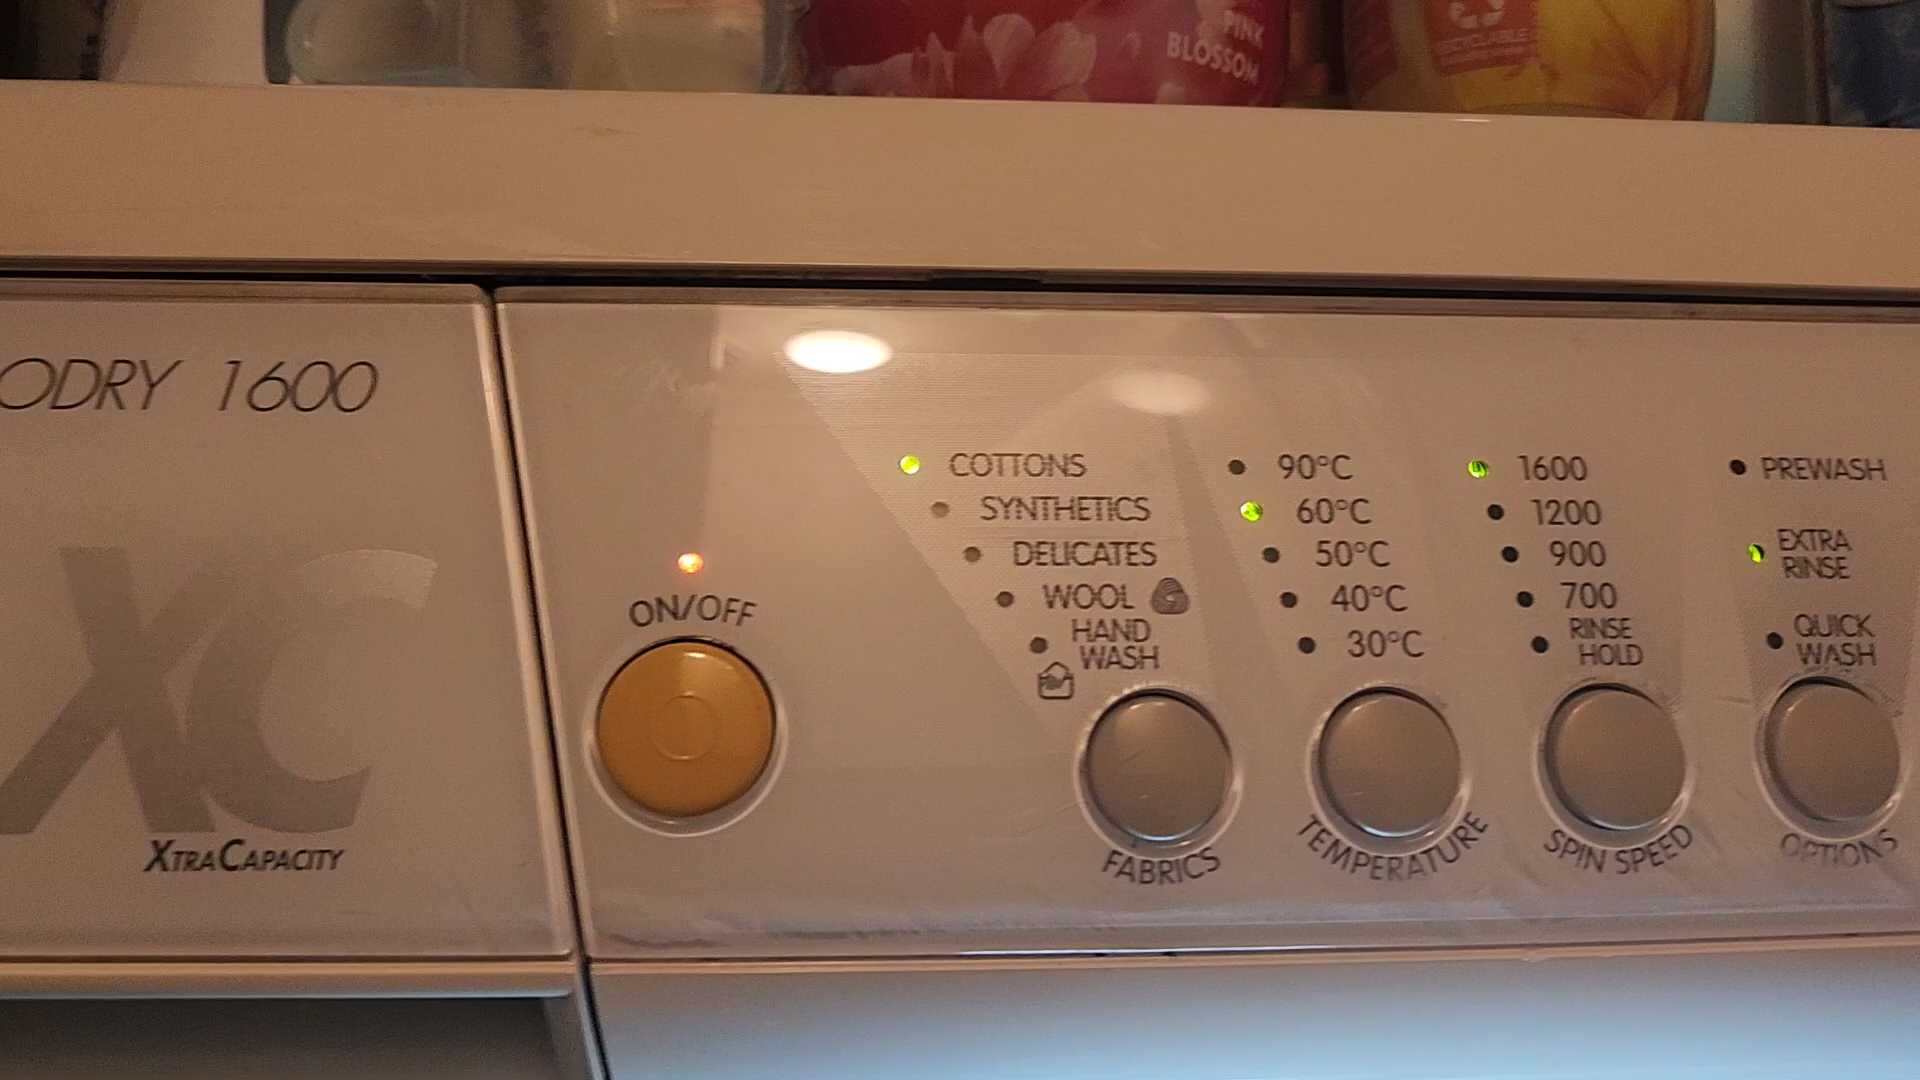 PINK
BLOSSOM
RECYCLABLE
ODRY 1600
XC
XTRACAPACITY
ON/OFF
COTTONS
SYNTHETICS
DELICATES
WOOL
HAND
WASH
FABRICS
90°C
60°C
50°C
40°C
30°C
TEMPERATURE
1600
1200
900
700
RINSE
HOLD
SPIN SPEED
PREWASH
EXTRA
RINSE
QUICK
WASH
OPTIONS